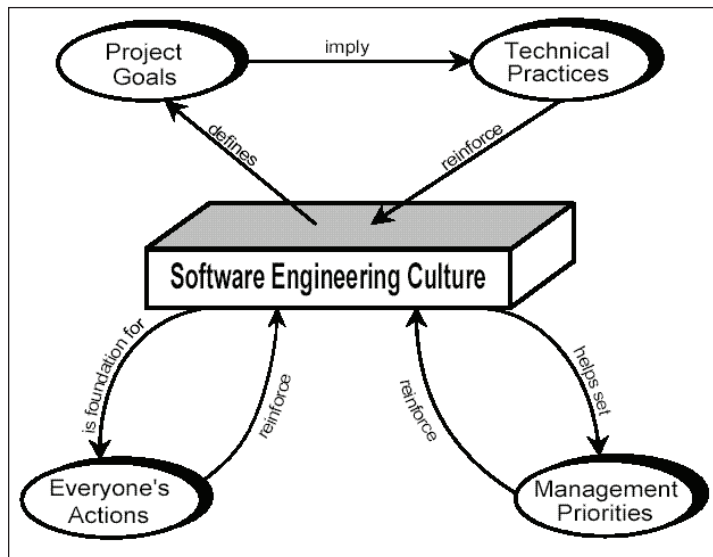 Project
Goals
imply
Technical
Practices
defines
reinforce
Software Engineering Culture
is foundation for
reinforce
reinforce
helps set
Everyone's
Actions
Management
Priorities